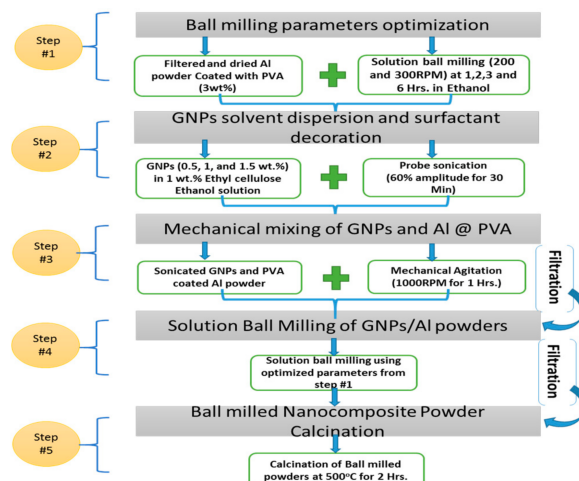 Step
#1
Ball milling parameters optimization
Filtered and dried Al
powder Coated with PVA
(3wt%)
Solution ball milling (200
and 300RPM) at 1,2,3 and
6 Hrs. in Ethanol
Step
#2
GNPs solvent dispersion and surfactant
decoration
GNPs (0.5, 1, and 1.5 wt.%)
in 1 wt.% Ethyl cellulose
Ethanol solution
Probe sonication
(60% amplitude for 30
Min)
Step
#3
Mechanical mixing of GNPs and Al @ PVA
Sonicated GNPs and PVA
coated Al powder
Mechanical Agitation
(1000RPM for 1 Hrs.)
Filtration
Step
#4
Solution Ball Milling of GNPs/Al powders
Solution ball milling using
optimized parameters from
step #1
Filtration
Step
#5
Ball milled Nanocomposite Powder
Calcination
Calcination of Ball milled
powders at 500°C for 2 Hrs.